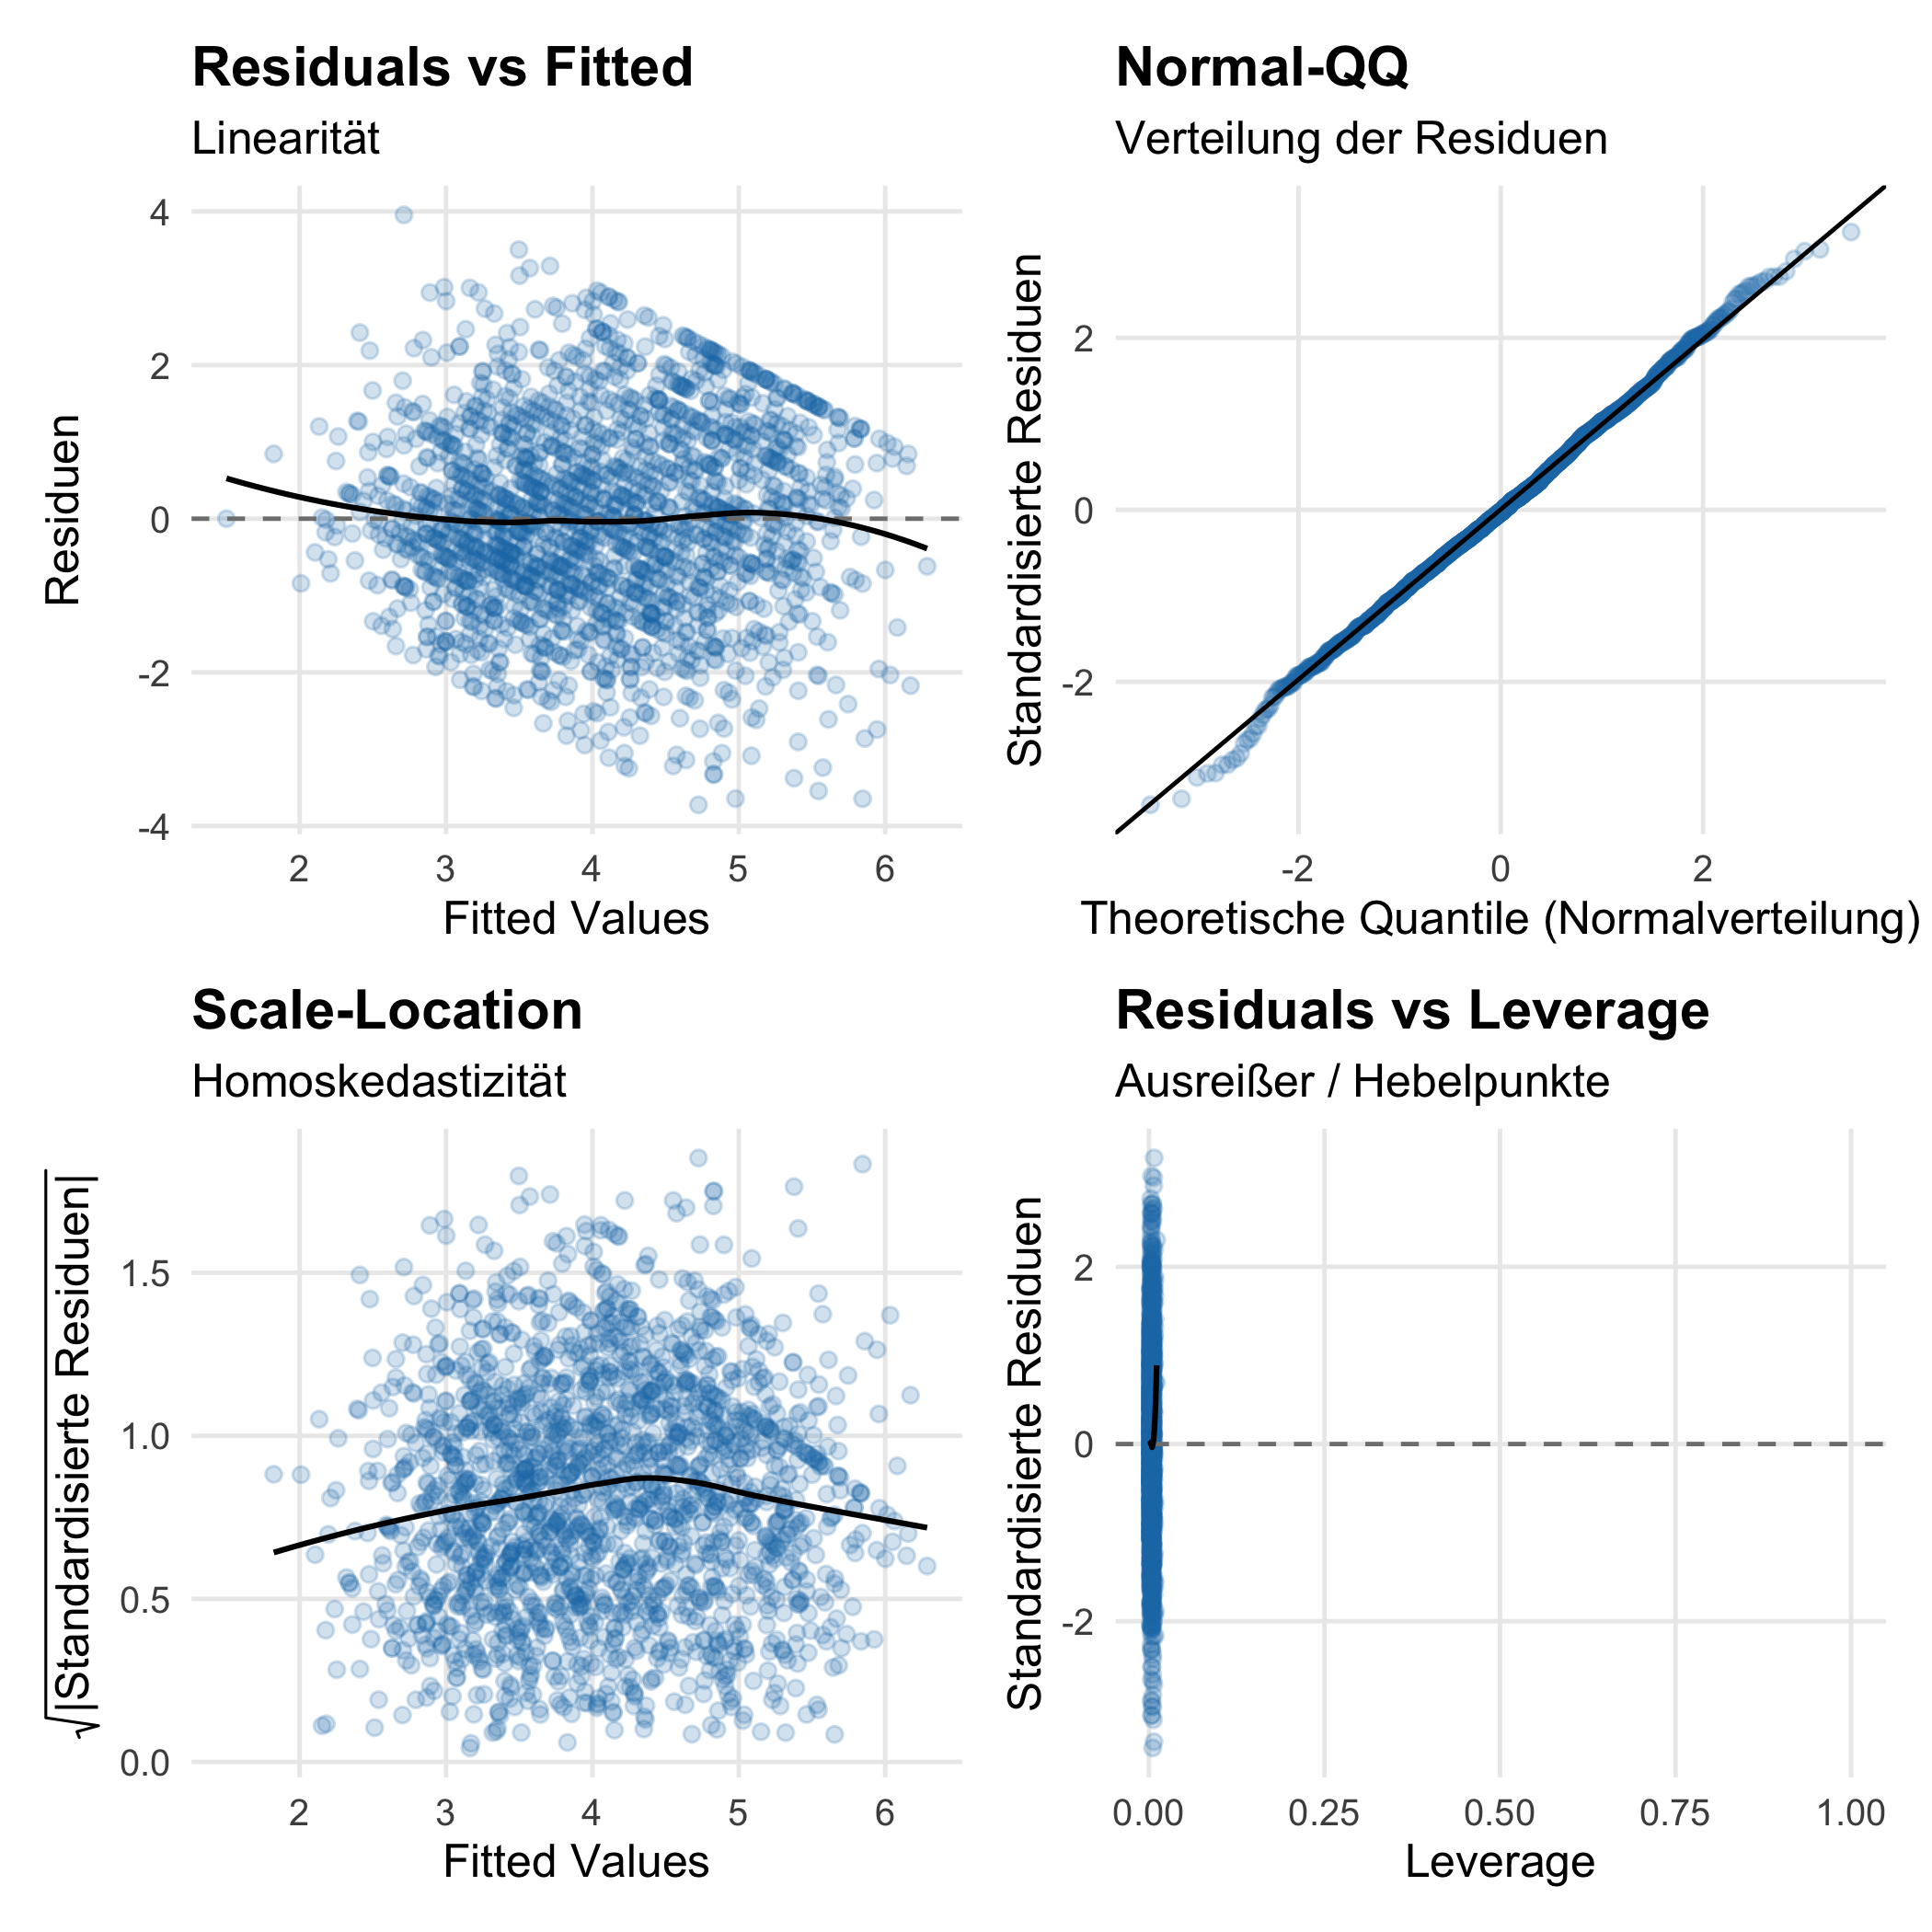 Residuals vs Fitted
Linearität
Residuen
4
2
0
-2
-4
2 3 4 5 6
Fitted Values
Normal-QQ
Verteilung der Residuen
Standardisierte Residuen
2
0
-2
-2 0 2
Theoretische Quantile (Normalverteilung)
Scale-Location
Homoskedastizität
√|Standardisierte Residuen|
1.5
1.0
0.5
0.0
2 3 4 5 6
Fitted Values
Residuals vs Leverage
Ausreißer / Hebelpunkte
Standardisierte Residuen
2
0
-2
0.00 0.25 0.50 0.75 1.00
Leverage